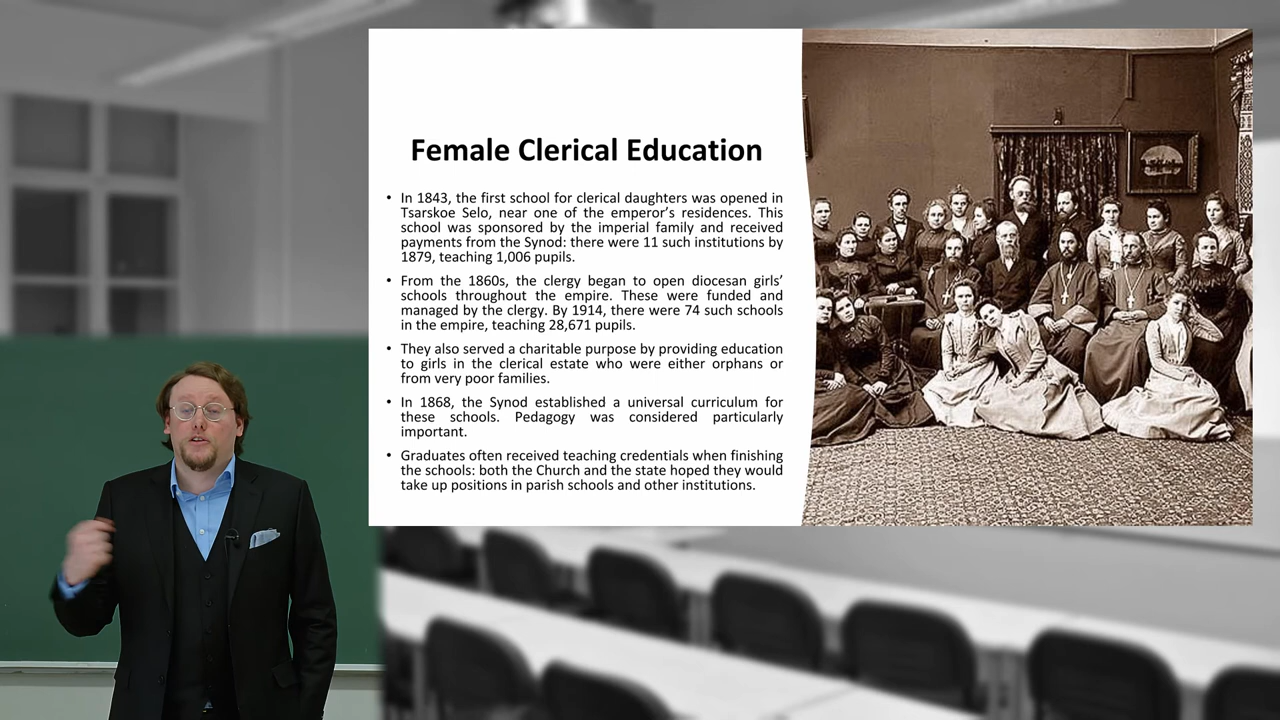 Female Clerical Education
• In 1843, the first school for clerical daughters was opened in
Tsarskoe Selo, near one of the emperor’s residences. This
school was sponsored by the imperial family and received
payments from the Synod: there were 11 such institutions by
1879, teaching 1,006 pupils.
• From the 1860s, the clergy began to open diocesan girls’
schools throughout the empire. These were funded and
managed by the clergy. By 1914, there were 74 such schools
in the empire, teaching 28,671 pupils.
• They also served a charitable purpose by providing education
to girls in the clerical estate who were either orphans or
from very poor families.
• In 1868, the Synod established a universal curriculum for
these schools. Pedagogy was considered particularly
important.
• Graduates often received teaching credentials when finishing
the schools: both the Church and the state hoped they would
take up positions in parish schools and other institutions.